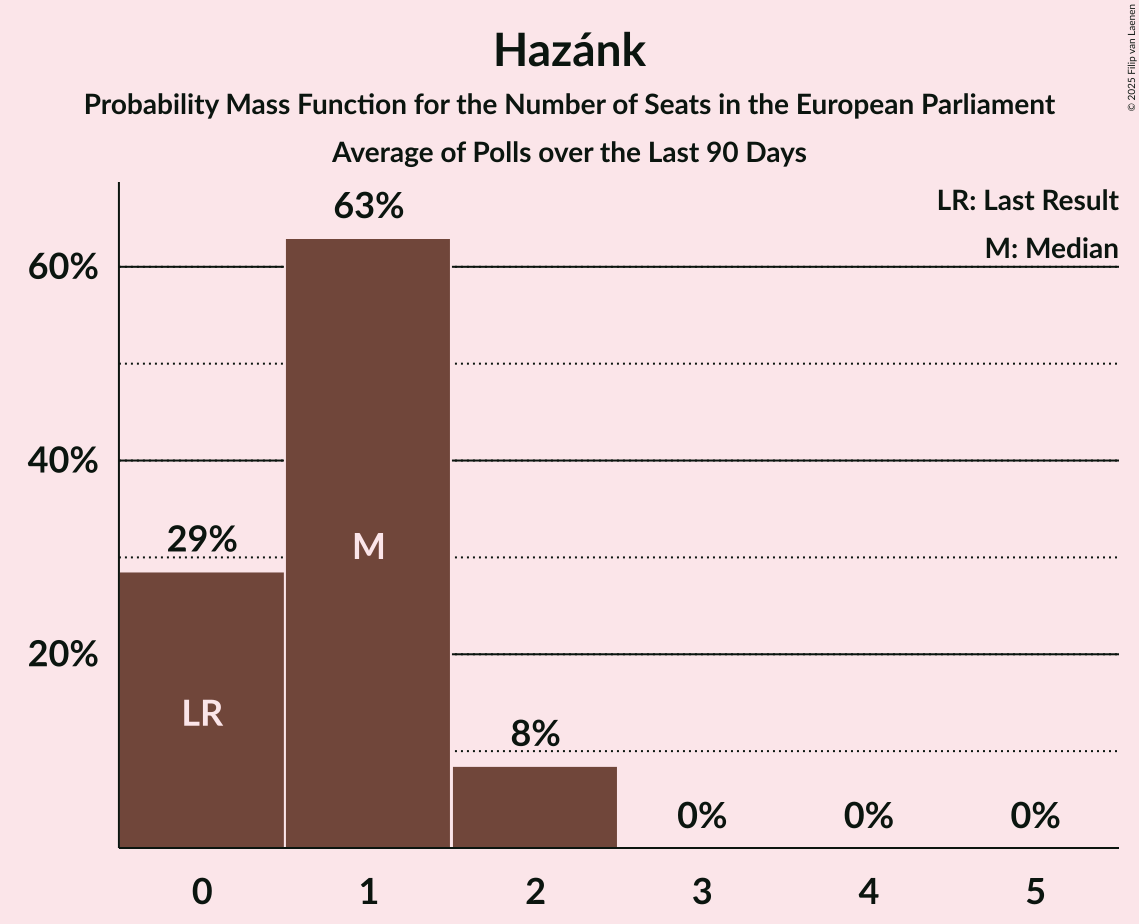 Hazánk
Probability Mass Function for the Number of Seats in the European Parliament
Average of Polls over the Last 90 Days
© 2025 Filip van Laenen
LR: Last Result
M: Median
63%
60%
40%
29%
M
20%
LR
8%
0%
0%
0%
0
1
2
3
4
5